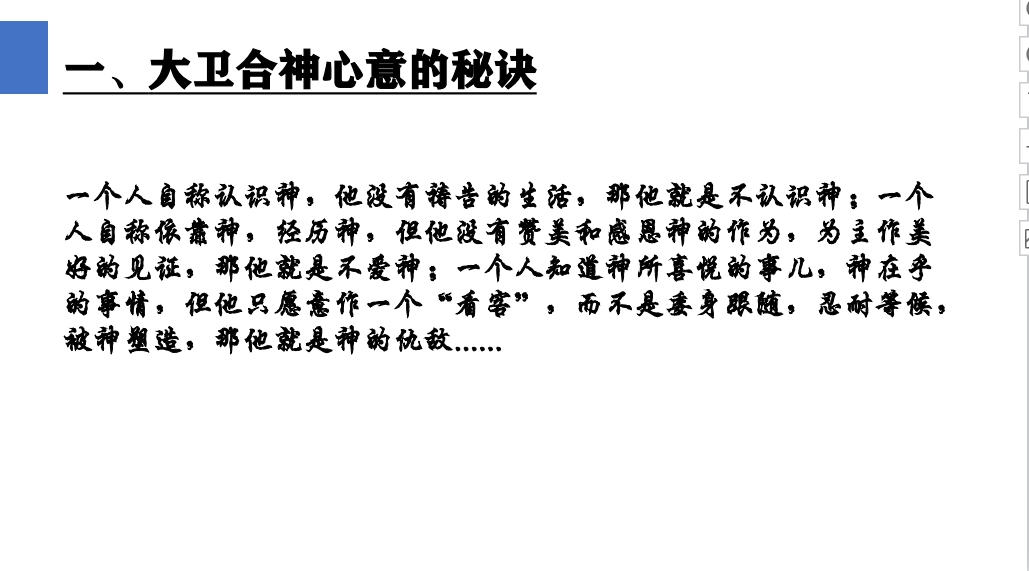 一、大卫合神心意的秘诀
一个人自称认识神，他没有祷告的生活，那他就是不认识神；一个
人自称依靠神，经历神，但他没有赞美和感恩神的作为，为主作美
好的见证，那他就是不爱神；一个人知道神所喜悦的事儿，神在乎
的事情，但他只愿意作一个“看客”，而不是委身跟随，忍耐等候，
被神塑造，那他就是神的仇敌......